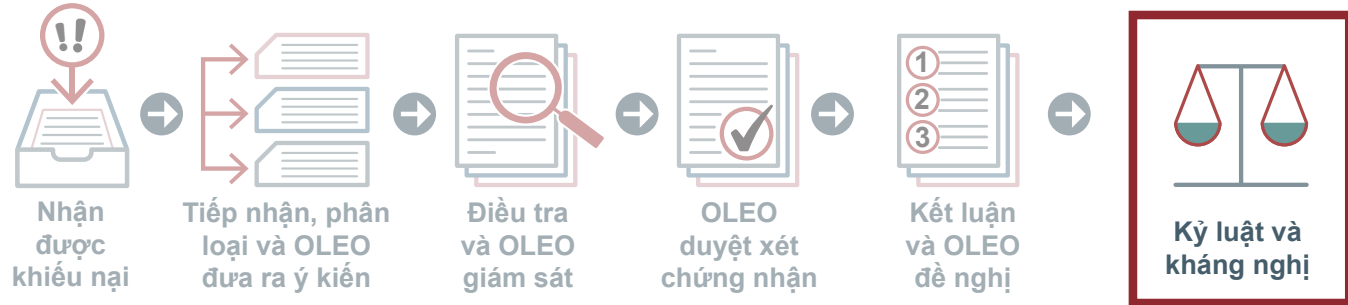 !!
Nhận
được
khiếu nại
Tiếp nhận, phân
loại và OLEO
đưa ra ý kiến
Điều tra
và OLEO
giám sát
OLEO
duyệt xét
chứng nhận
1
2
3
Kết luận
và OLEO
đề nghị
Kỷ luật và
kháng nghị